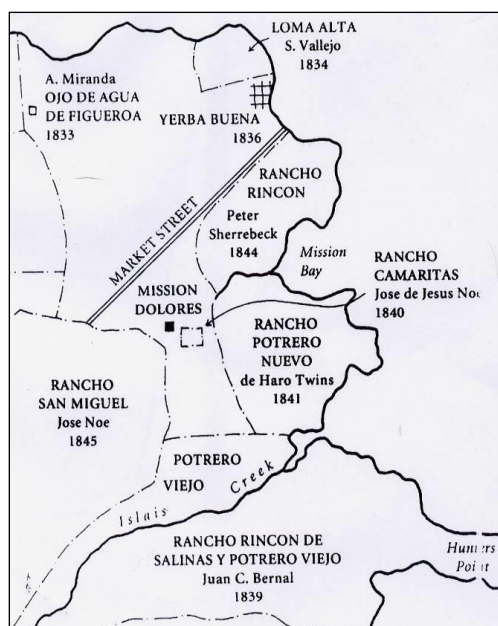 LOMA ALTA
S. Vallejo
1834
A. Miranda
OJO DE AGUA
DE FIGUEROA
1833
YERBA BUENA
1836
MARKET STREET
RANCHO
RINCON
Peter
Sherrebeck
1844
Mission
Bay
RANCHO
CAMARITAS
Jose de Jesus Noe
1840
MISSION
DOLORES
RANCHO
POTRERO
NUEVO
de Haro Twins
1841
RANCHO
SAN MIGUEL
Jose Noe
1845
POTRERO
VIEJO
Islais Creek
RANCHO RINCON DE
SALINAS Y POTRERO VIEJO
Juan C. Bernal
1839
Hunters
Point